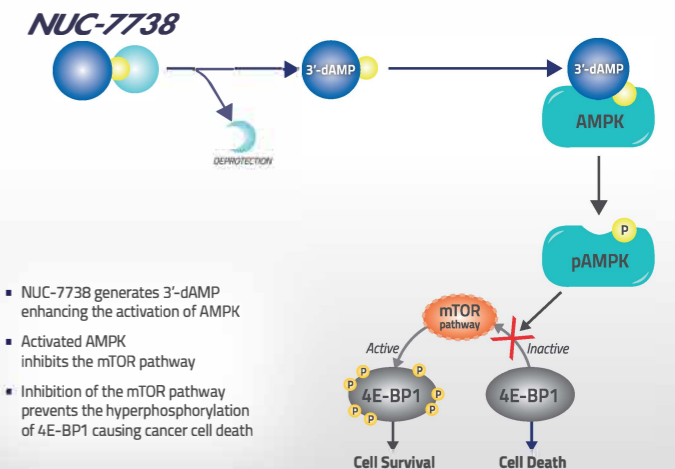 NUC-7738
3'-dAMP
3'-dAMP
AMPK
DEPROTECTION
P
pAMPK
▪ NUC-7738 generates 3'-dAMP
enhancing the activation of AMPK
▪ Activated AMPK
inhibits the mTOR pathway
▪ Inhibition of the mTOR pathway
prevents the hyperphosphorylation
of 4E-BP1 causing cancer cell death
mTOR
pathway
Active
Inactive
P
P
P
P
P
P
P
4E-BP1
4E-BP1
Cell Survival
Cell Death